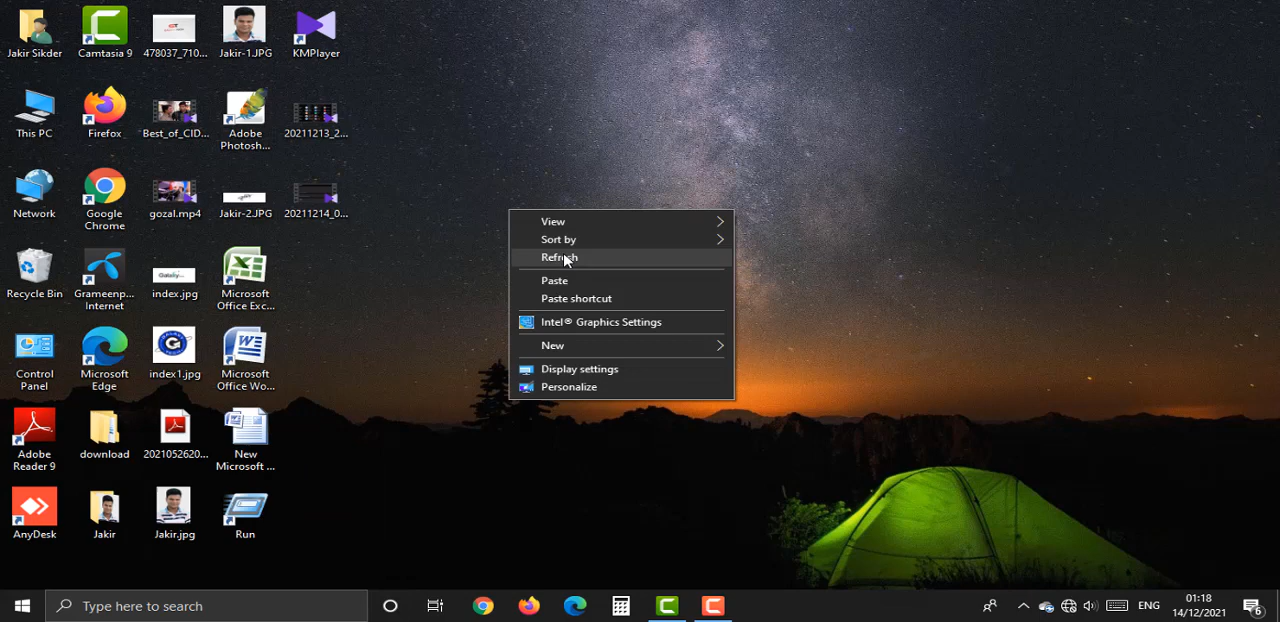 Jakir Sikder
Camtasia 9
478037_710...
Jakir-1.JPG
KMPlayer
This PC
Firefox
Best_of_CID...
Adobe
Photosh...
20211213_2...
Network
Google
Chrome
gozal.mp4
Jakir-2.JPG
20211214_0...
Recycle Bin
Grameenp...
Internet
index.jpg
Microsoft
Office Exc...
Control
Panel
Microsoft
Edge
index1.jpg
Microsoft
Office Wo...
Adobe
Reader 9
download
2021052620...
New
Microsoft ...
AnyDesk
Jakir
Jakir.jpg
Run
View
Sort by
Refresh
Paste
Paste shortcut
Intel® Graphics Settings
New
Display settings
Personalize
Type here to search
ENG
01:18
14/12/2021
6